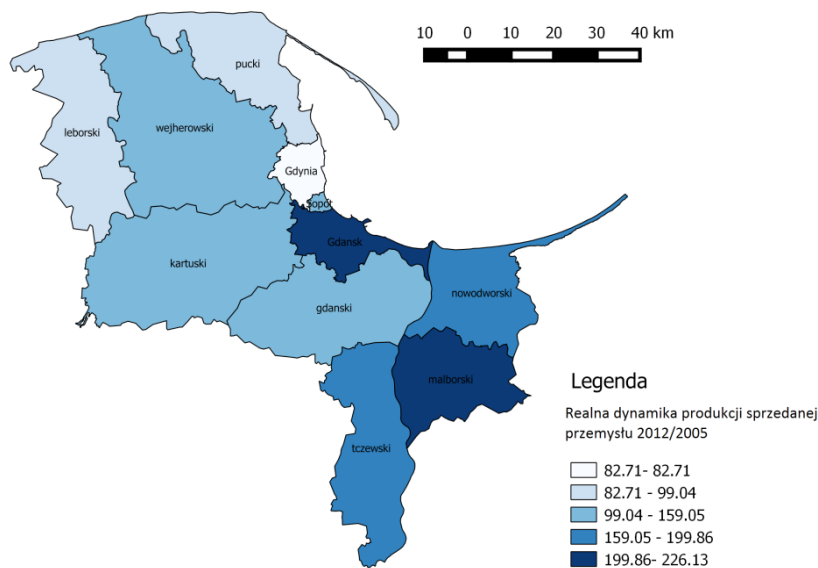 10 0 10 20 30 40 km
pucki
leborski
wejherowski
Gdynia
Sopot
Gdansk
kartuski
nowodworski
gdanski
malborski
tczewski
Legenda
Realna dynamika produkcji sprzedanej
przemysłu 2012/2005
82.71- 82.71
82.71 - 99.04
99.04 - 159.05
159.05 - 199.86
199.86- 226.13